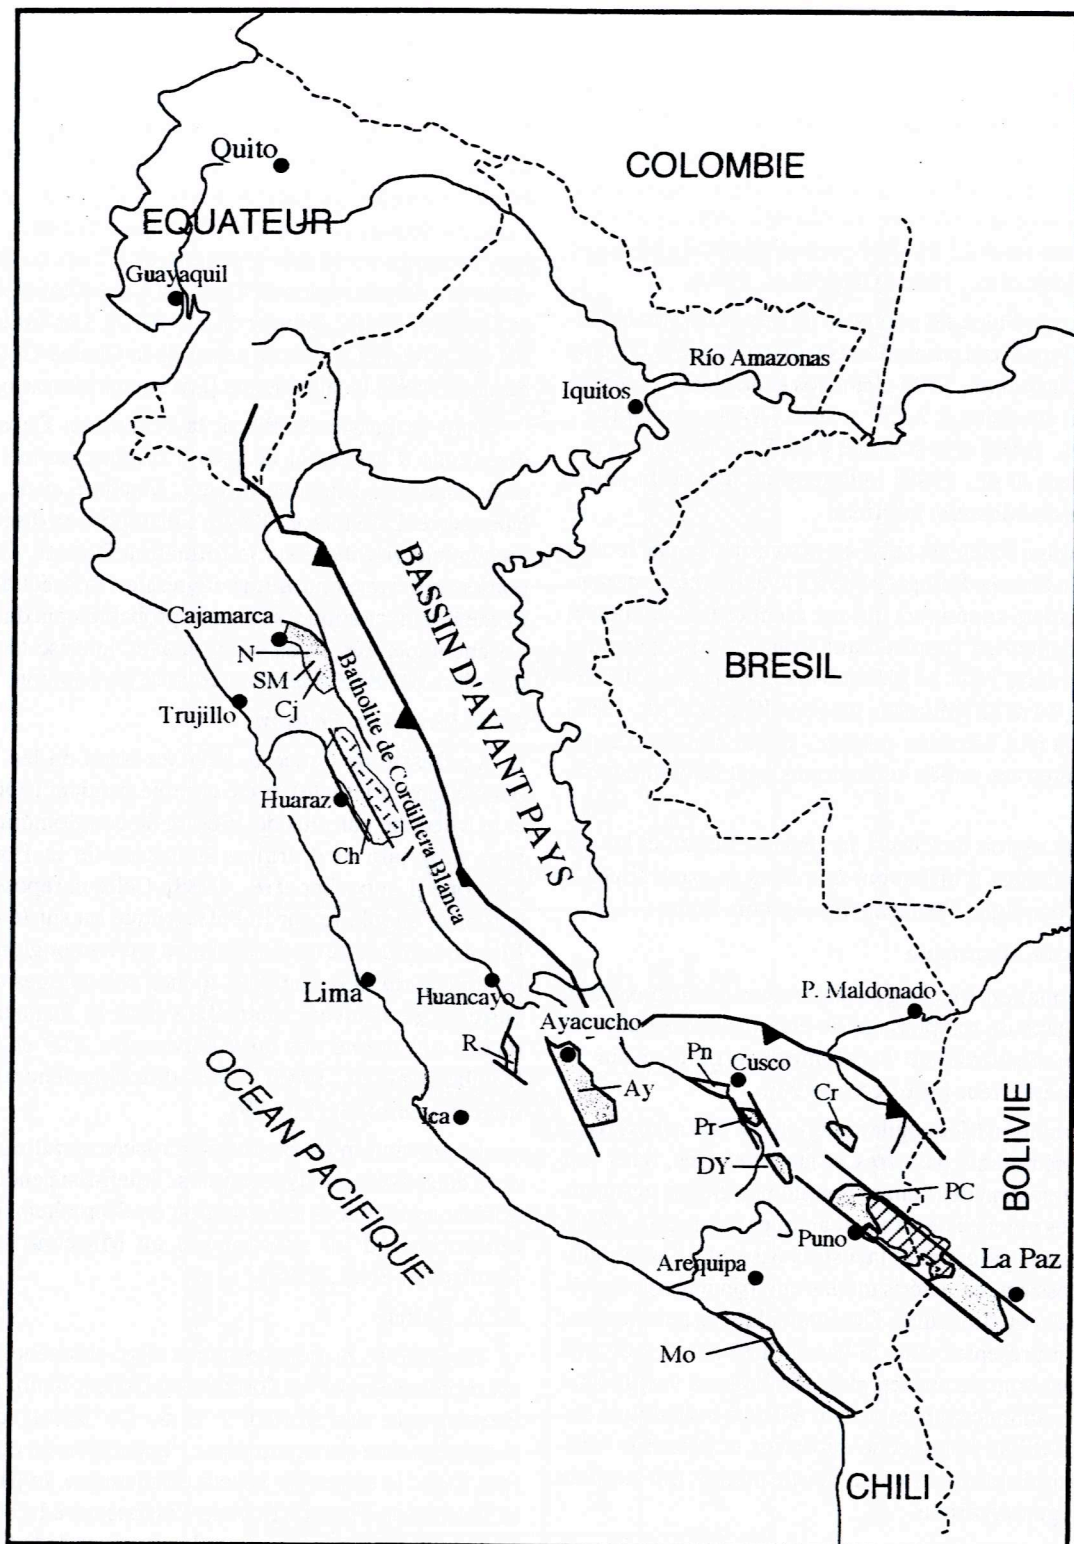 Quito
COLOMBIE
EQUATEUR
Guayaquil
Río Amazonas
Iquitos
BASSIN D'AVANT PAYS
Cajamarca
N
SM
Cj
Trujillo
Batholite de Cordillera Blanca
BRESIL
Huaraz
Ch
Lima
Huancayo
P. Maldonado
Ayacucho
R
Pn
Cusco
Ay
Cr
Ica
Pr
DY
PC
BOLIVIE
OCEAN PACIFIQUE
Puno
Arequipa
La Paz
Mo
CHILI